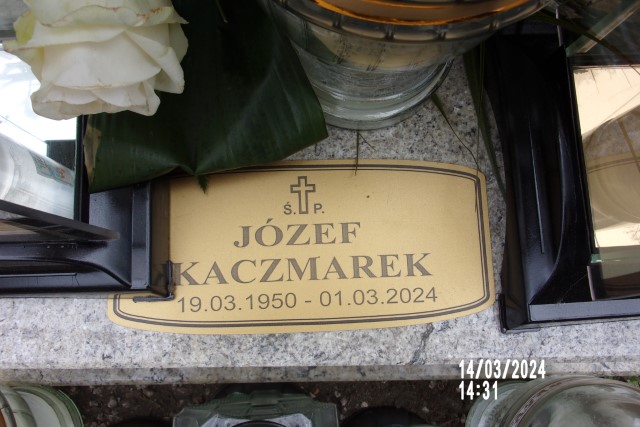 Ś. P.
JÓZEF
KACZMAREK
19.03.1950 - 01.03.2024
14/03/2024
14:31